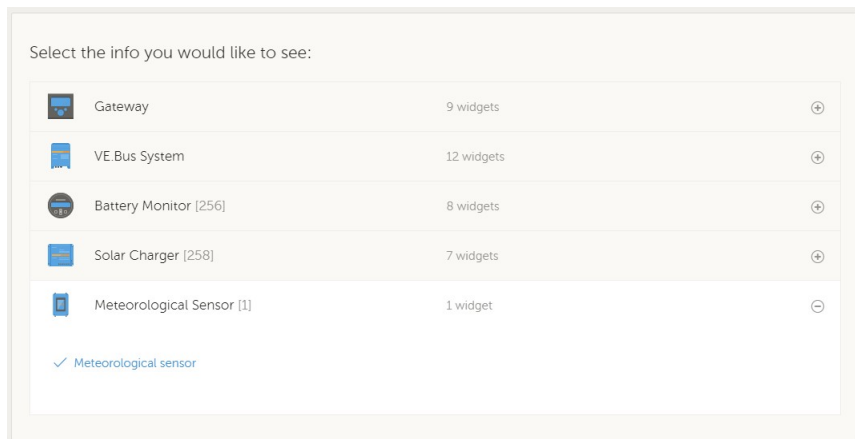 Select the info you would like to see:
Gateway 9 widgets
VE.Bus System 12 widgets
Battery Monitor [256] 8 widgets
Solar Charger [258] 7 widgets
Meteorological Sensor [1] 1 widget
Meteorological sensor